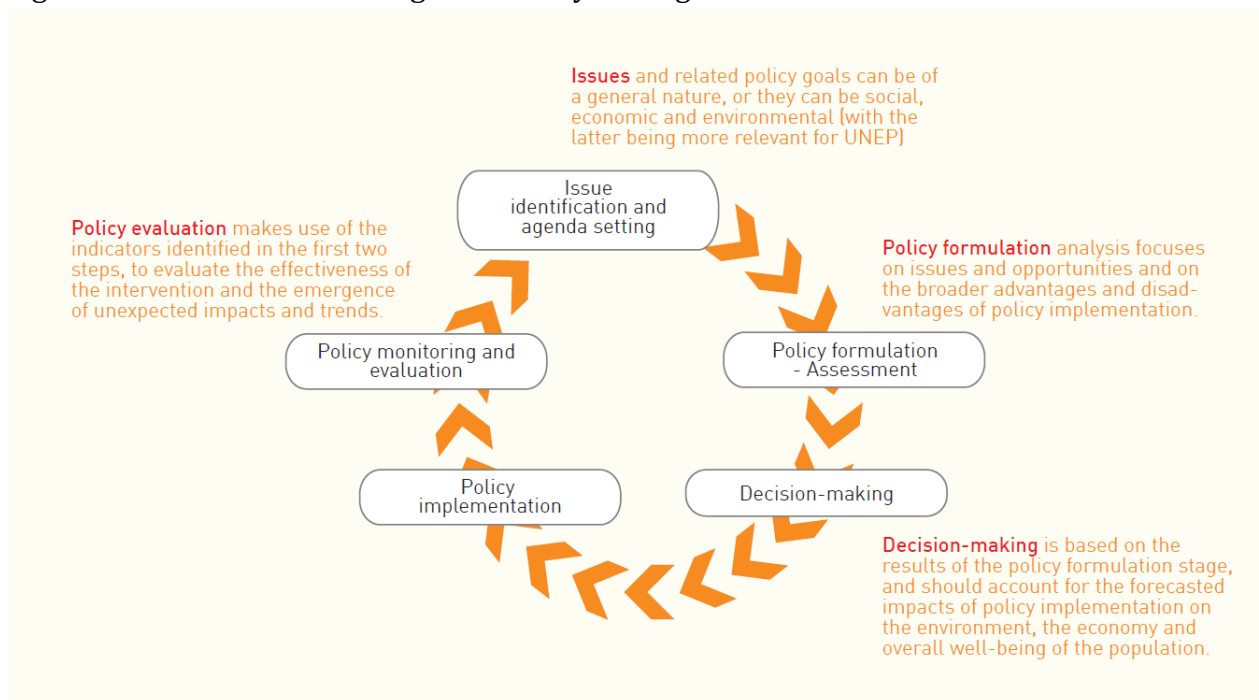 Issues and related policy goals can be of
a general nature, or they can be social,
economic and environmental (with the
latter being more relevant for UNEP)
Issue
identification and
agenda setting
Policy evaluation makes use of the
indicators identified in the first two
steps, to evaluate the effectiveness of
the intervention and the emergence
of unexpected impacts and trends.
Policy formulation analysis focuses
on issues and opportunities and on
the broader advantages and disad-
vantages of policy implementation.
Policy monitoring and
evaluation
Policy formulation
- Assessment
Policy
implementation
Decision-making
Decision-making is based on the
results of the policy formulation stage,
and should account for the forecasted
impacts of policy implementation on
the environment, the economy and
overall well-being of the population.